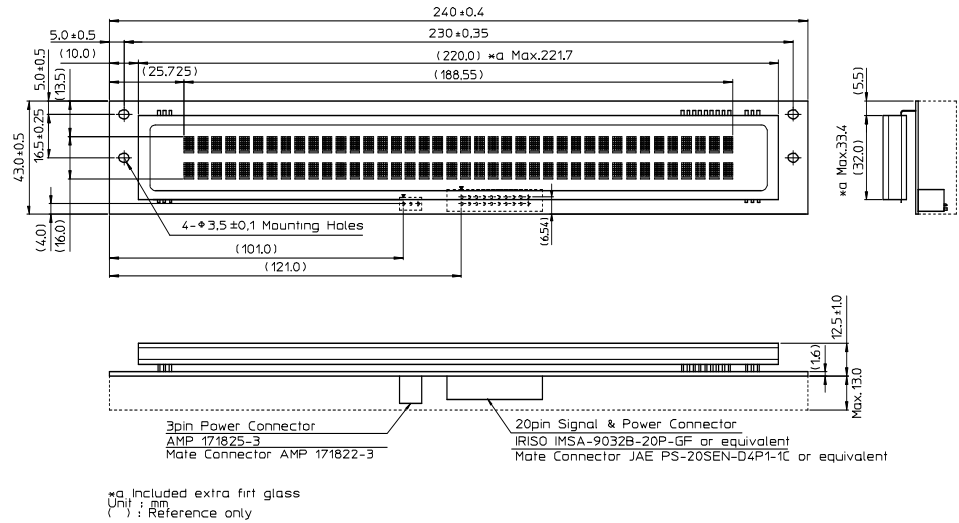 240±0.4
5.0±0.5
230±0.35
(10.0)
(220.0) *a Max.221.7
(25.725)
(188.55)
5.0±0.5
(13.5)
43.0±0.5
16.5±0.25
(4.0)
(16.0)
4-Φ3.5±0.1 Mounting Holes
(101.0)
(121.0)
(6.54)
(5.5)
*a Max.33.4
(32.0)
12.5±1.0
(1.6)
Max.13.0
3pin Power Connector
AMP 171825-3
Mate Connector AMP 171822-3
20pin Signal & Power Connector
IRISO IMSA-9032B-20P-GF or equivalent
Mate Connector JAE PS-20SEN-D4P1-1C or equivalent
*a Included extra firt glass
Unit : mm
( ) : Reference only